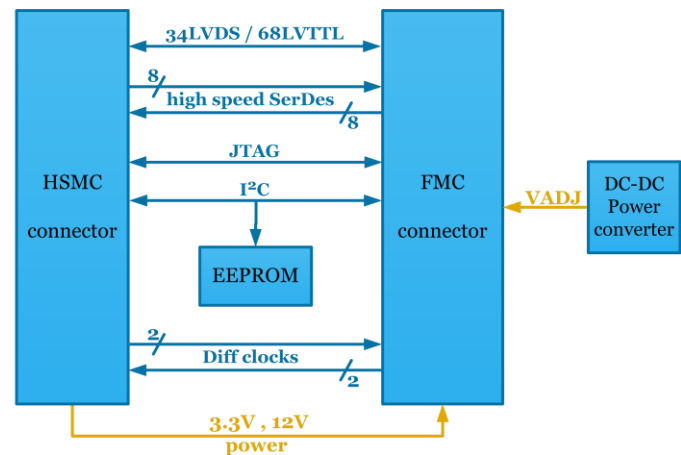 34LVDS / 68LVTTL
8
high speed SerDes
8
JTAG
I²C
HSMC
connector
FMC
connector
VADJ
DC-DC
Power
converter
EEPROM
2
Diff clocks
2
3.3V , 12V
power